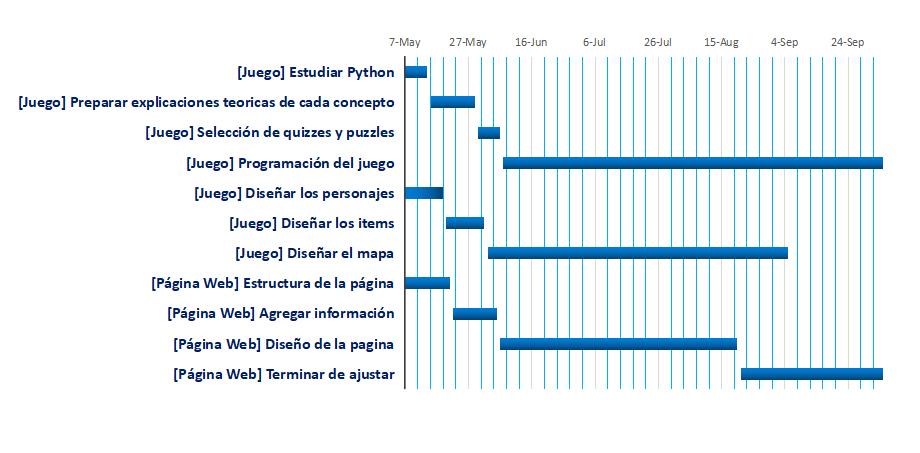 7-May 27-May 16-Jun 6-Jul 26-Jul 15-Aug 4-Sep 24-Sep
[Juego] Estudiar Python
[Juego] Preparar explicaciones teoricas de cada concepto
[Juego] Selección de quizzes y puzzles
[Juego] Programación del juego
[Juego] Diseñar los personajes
[Juego] Diseñar los items
[Juego] Diseñar el mapa
[Página Web] Estructura de la página
[Página Web] Agregar información
[Página Web] Diseño de la pagina
[Página Web] Terminar de ajustar